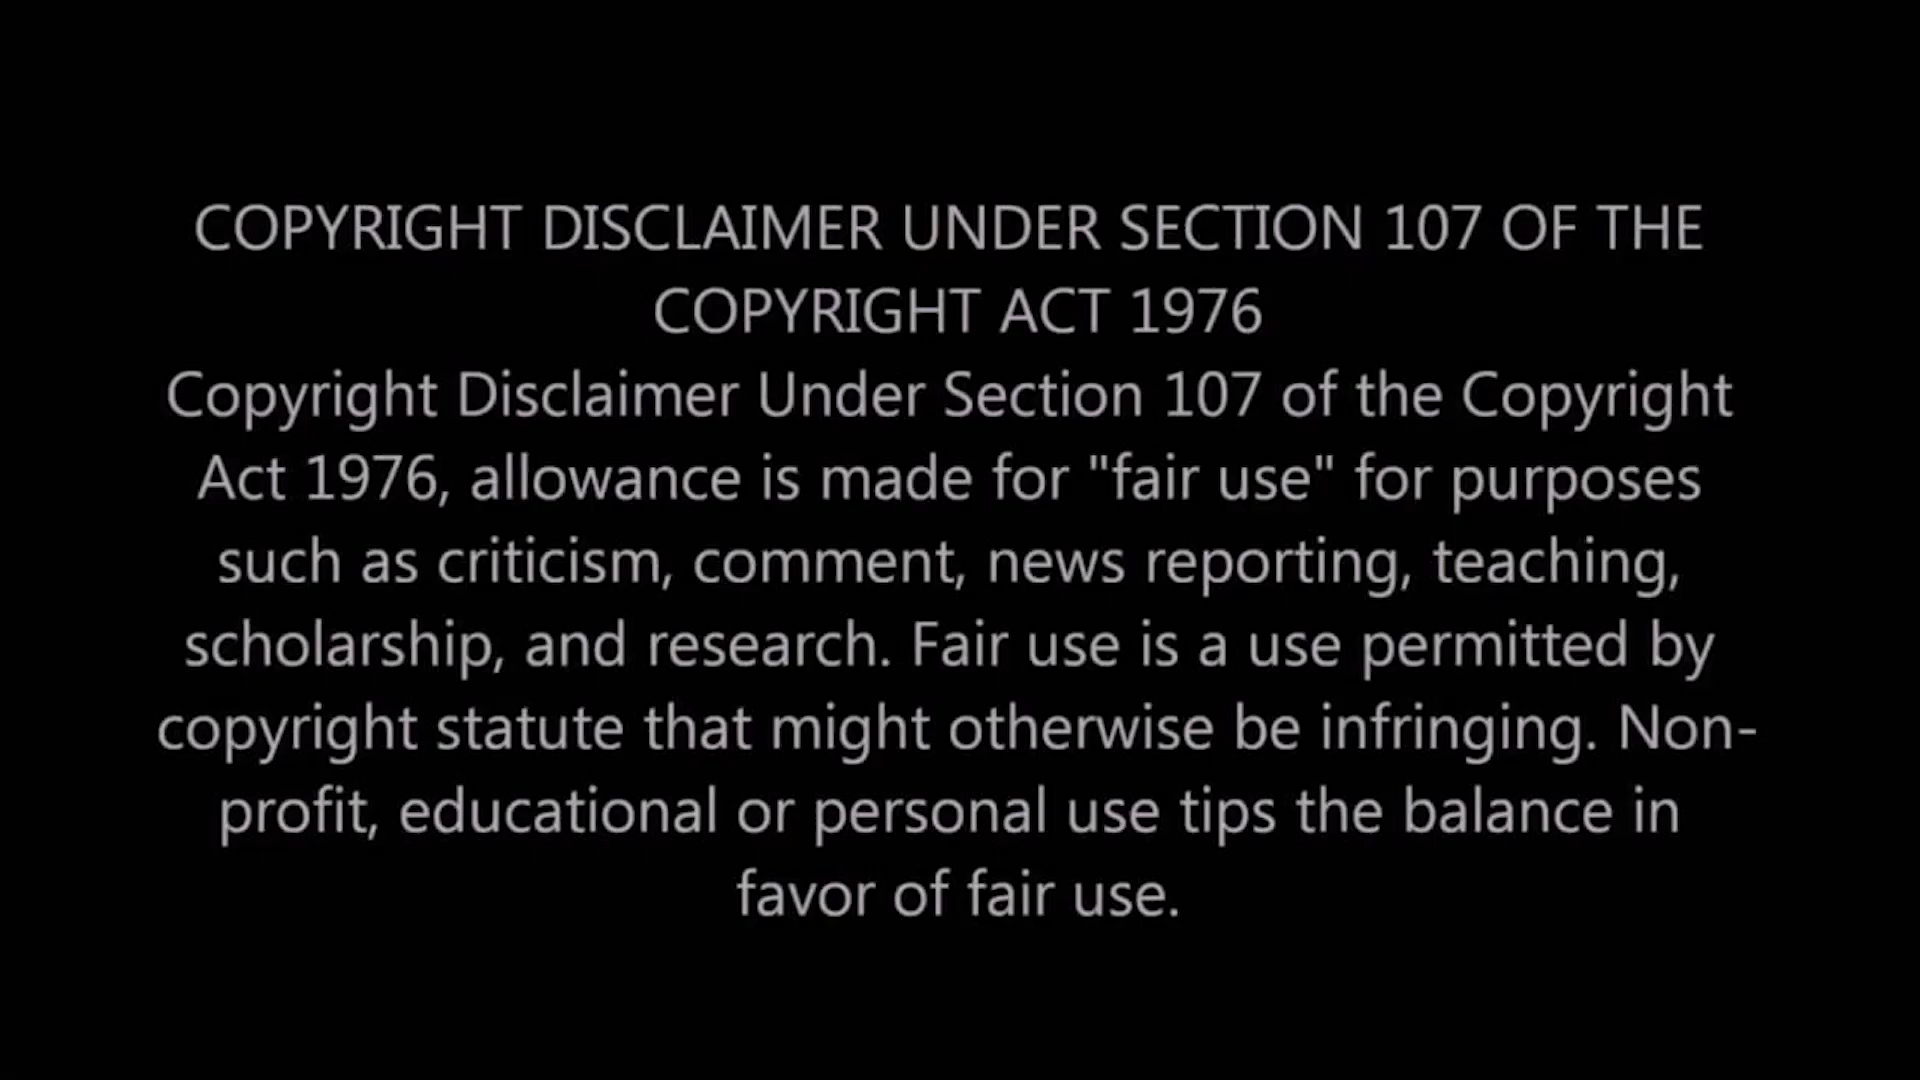 COPYRIGHT DISCLAIMER UNDER SECTION 107 OF THE
COPYRIGHT ACT 1976
Copyright Disclaimer Under Section 107 of the Copyright
Act 1976, allowance is made for "fair use" for purposes
such as criticism, comment, news reporting, teaching,
scholarship, and research. Fair use is a use permitted by
copyright statute that might otherwise be infringing. Non-
profit, educational or personal use tips the balance in
favor of fair use.